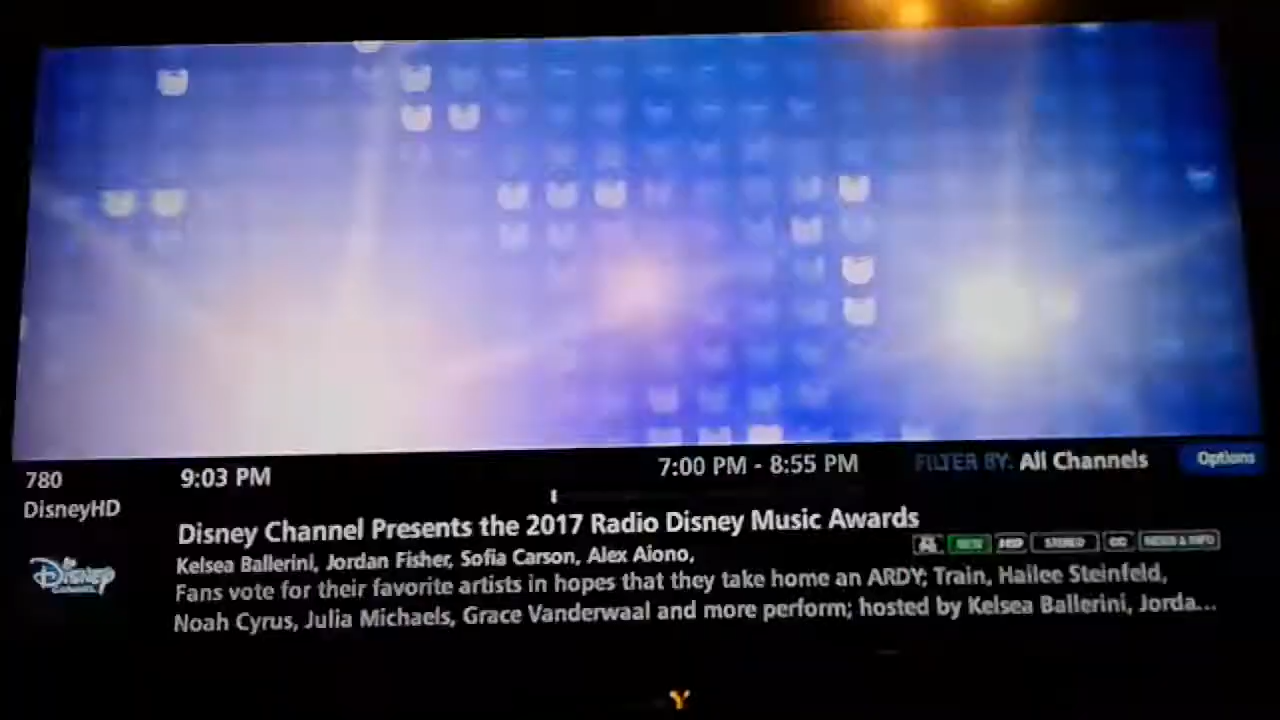 780
9:03 PM
7:00 PM - 8:55 PM
FILTER BY: All Channels
Options
DisneyHD
Disney Channel Presents the 2017 Radio Disney Music Awards
Kelsea Ballerini, Jordan Fisher, Sofia Carson, Alex Aiono,
NEW
STEREO
CC
Disney
Channel
Fans vote for their favorite artists in hopes that they take home an ARDY; Train, Hailee Steinfeld,
Noah Cyrus, Julia Michaels, Grace Vanderwaal and more perform; hosted by Kelsea Ballerini, Jorda...